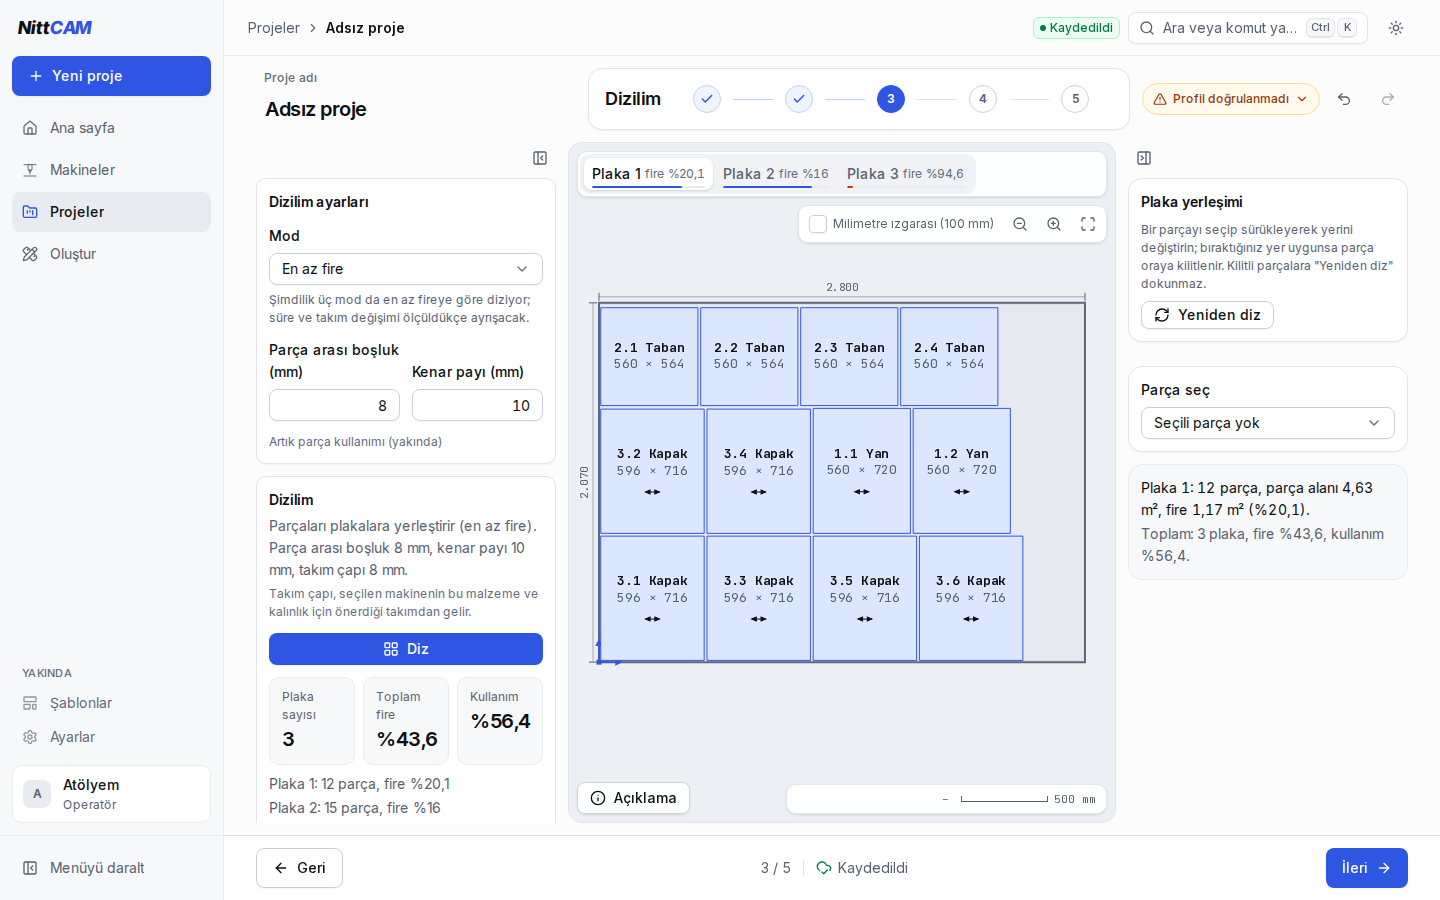 NittCAM
Yeni proje
Ana sayfa
Makineler
Projeler
Oluştur
YAKINDA
Şablonlar
Ayarlar
A
Atölyem
Operatör
Menüyü daralt
Projeler > Adsız proje
Kaydedildi
Ara veya komut ya... Ctrl K
Proje adı
Adsız proje
Dizilim 3 4 5
Profil doğrulanmadı
Dizilim ayarları
Mod
En az fire
Şimdilik üç mod da en az fireye göre diziyor;
süre ve takım değişimi ölçüldükçe ayrışacak.
Parça arası boşluk
(mm)
Kenar payı (mm)
8
10
Artık parça kullanımı (yakında)
Dizilim
Parçaları plakalara yerleştir (en az fire).
Parça arası boşluk 8 mm, kenar payı 10
mm, takım çapı 8 mm.
Takım çapı, seçilen makinenin bu malzeme ve
kalınlık için önerdiği takımdan gelir.
Diz
Plaka
sayısı
3
Toplam
fire
%43,6
Kullanım
%56,4
Plaka 1: 12 parça, fire %20,1
Plaka 2: 15 parça, fire %16
Plaka 1 fire %20,1
Plaka 2 fire %16
Plaka 3 fire %94,6
Milimetre ızgarası (100 mm)
2.800
2.070
2.1 Taban
560 × 564
2.2 Taban
560 × 564
2.3 Taban
560 × 564
2.4 Taban
560 × 564
3.2 Kapak
596 × 716
3.4 Kapak
596 × 716
1.1 Yan
560 × 720
1.2 Yan
560 × 720
3.1 Kapak
596 × 716
3.3 Kapak
596 × 716
3.5 Kapak
596 × 716
3.6 Kapak
596 × 716
Açıklama
– 500 mm
Plaka yerleşimi
Bir parçayı seçip sürükleyerek yerini
değiştirin; bıraktığınız yer uygunsa parça
oraya kilitlenir. Kilitli parçalara "Yeniden diz"
dokunmaz.
Yeniden diz
Parça seç
Seçili parça yok
Plaka 1: 12 parça, parça alanı 4,63
m², fire 1,17 m² (%20,1).
Toplam: 3 plaka, fire %43,6, kullanım
%56,4.
Geri
3 / 5
Kaydedildi
İleri